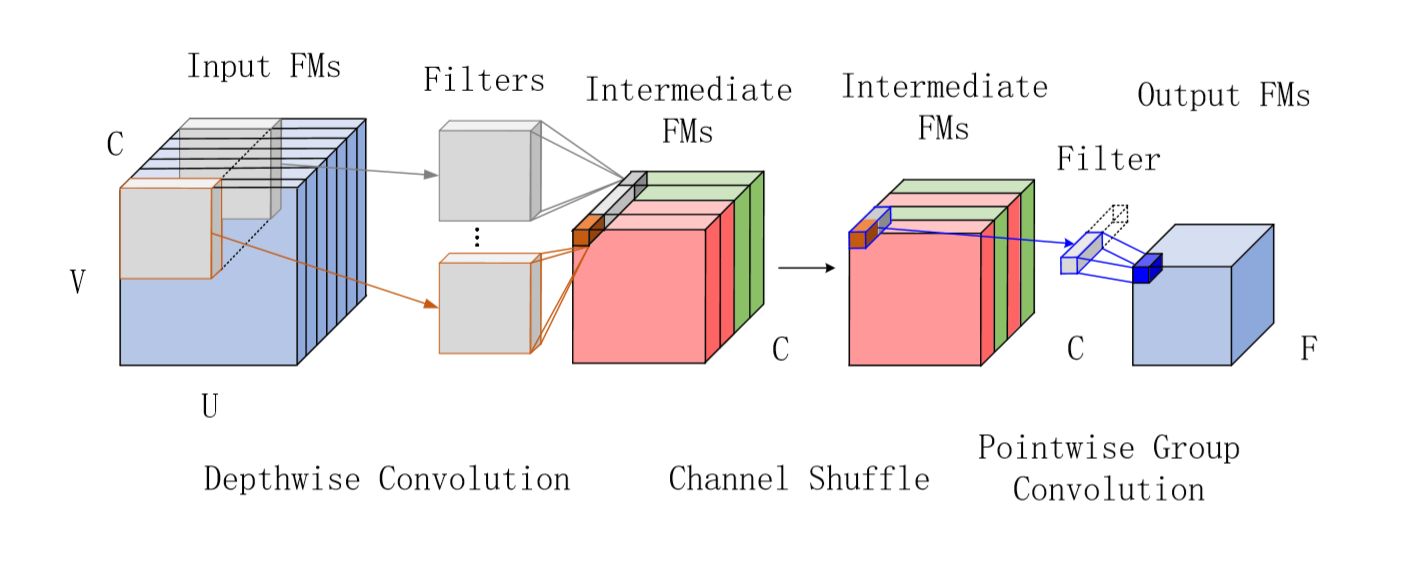 Input FMs
Filters
Intermediate
FMs
Intermediate
FMs
Output FMs
Filter
C
V
U
C
C
F
Depthwise Convolution
Channel Shuffle
Pointwise Group
Convolution